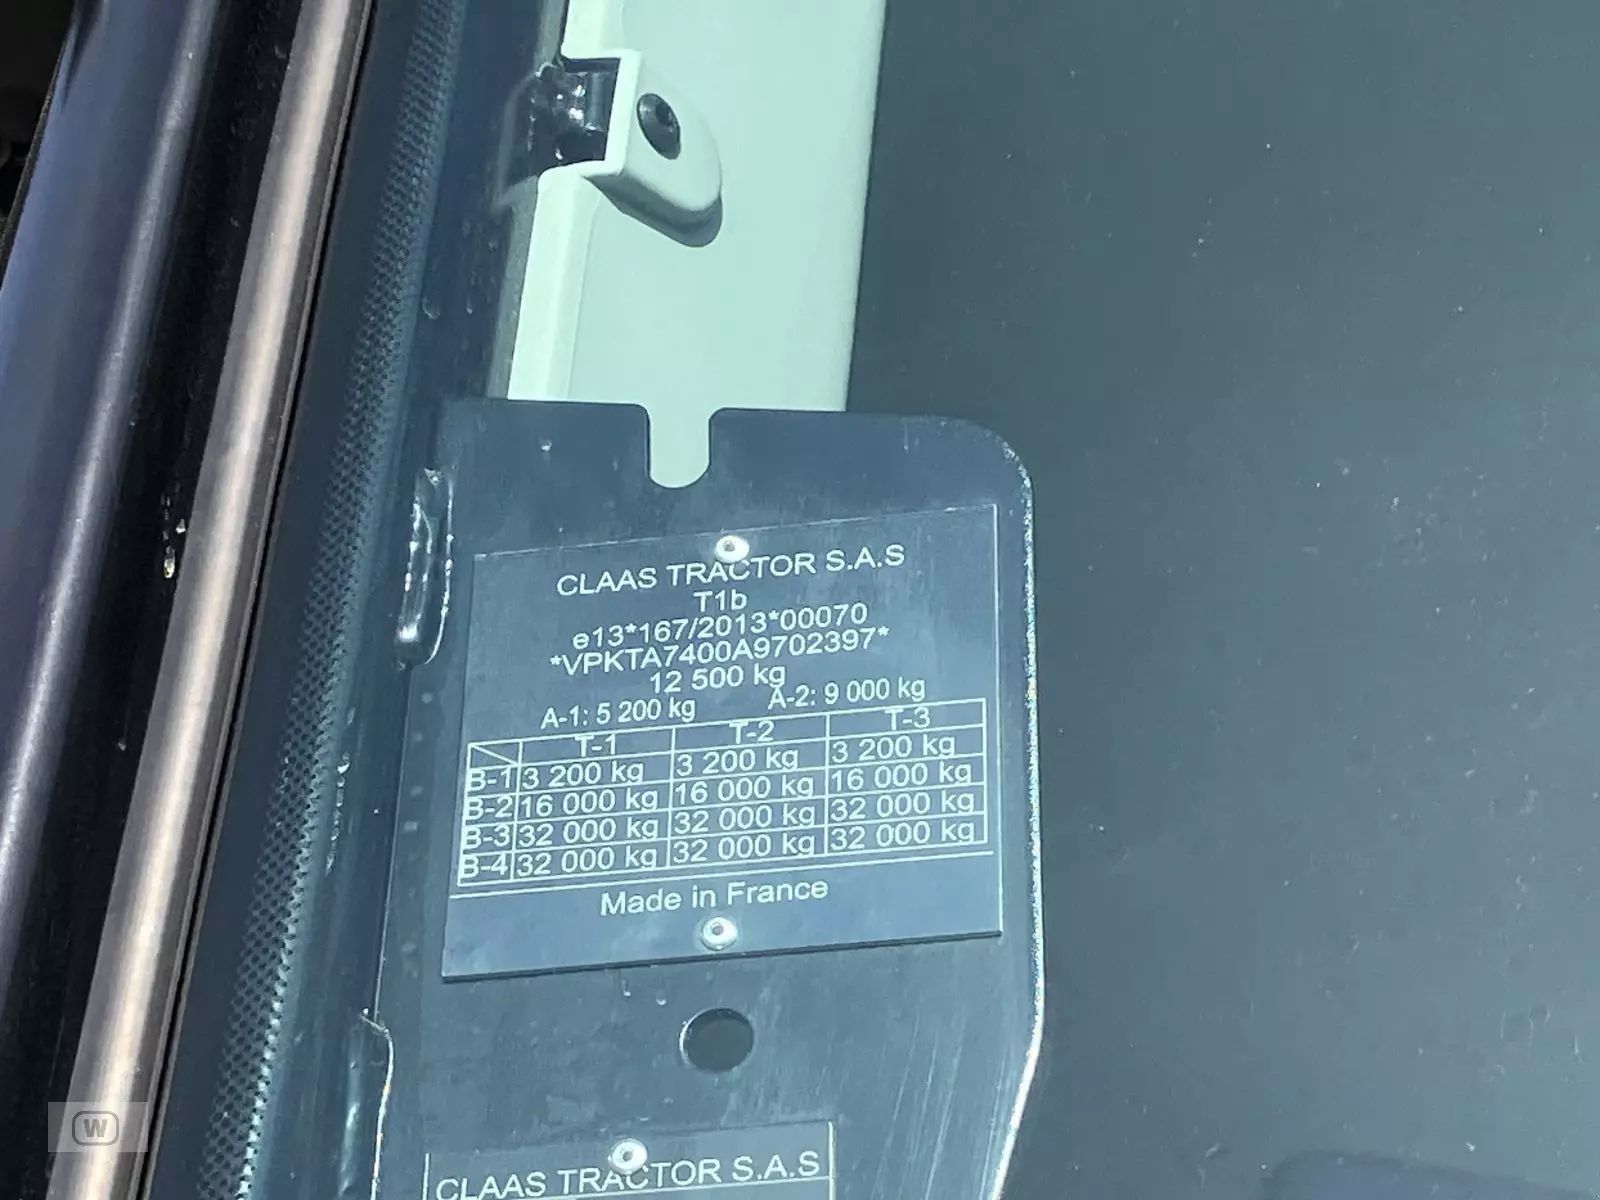 CLAAS TRACTOR S.A.S
T1b
e13*167/2013*00070
*VPKTA7400A9702397*
12 500 kg
A-1: 5 200 kg A-2: 9 000 kg
T-1 T-2 T-3
B-1 3 200 kg 3 200 kg 3 200 kg
B-2 16 000 kg 16 000 kg 16 000 kg
B-3 32 000 kg 32 000 kg 32 000 kg
B-4 32 000 kg 32 000 kg 32 000 kg
Made in France
CLAAS TRACTOR S.A.S
W